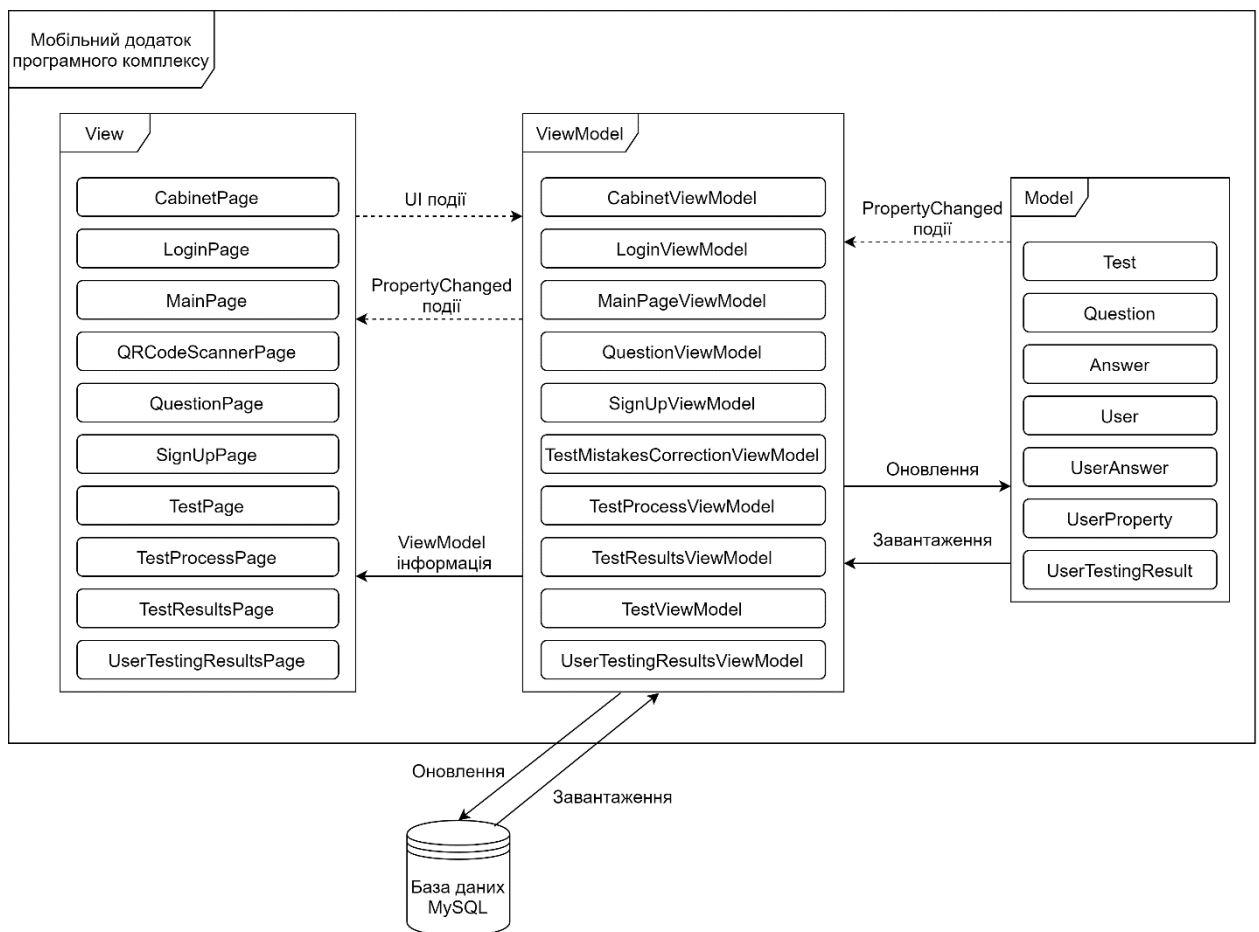 Мобільний додаток
програмного комплексу
View
CabinetPage
LoginPage
MainPage
QRCodeScannerPage
QuestionPage
SignUpPage
TestPage
TestProcessPage
TestResultsPage
UserTestingResultsPage
UI події
PropertyChanged
події
ViewModel
інформація
ViewModel
CabinetViewModel
LoginViewModel
MainPageViewModel
QuestionViewModel
SignUpViewModel
TestMistakesCorrectionViewModel
TestProcessViewModel
TestResultsViewModel
TestViewModel
UserTestingResultsViewModel
PropertyChanged
події
Оновлення
Завантаження
Model
Test
Question
Answer
User
UserAnswer
UserProperty
UserTestingResult
Оновлення
Завантаження
База даних
MySQL